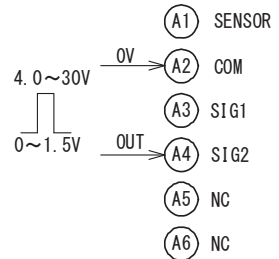 A1 SENSOR
0V
4.0～30V
A2 COM
A3 SIG1
0～1.5V
OUT
A4 SIG2
A5 NC
A6 NC